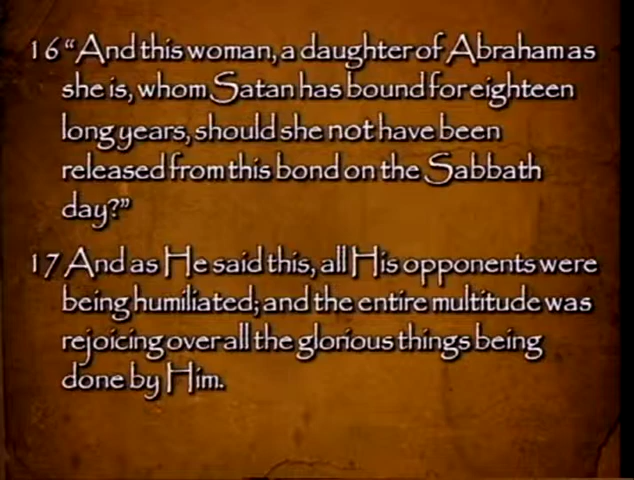 16 “And this woman, a daughter of Abraham as
she is, whom Satan has bound for eighteen
long years, should she not have been
released from this bond on the Sabbath
day?”
17 And as He said this, all His opponents were
being humiliated; and the entire multitude was
rejoicing over all the glorious things being
done by Him.